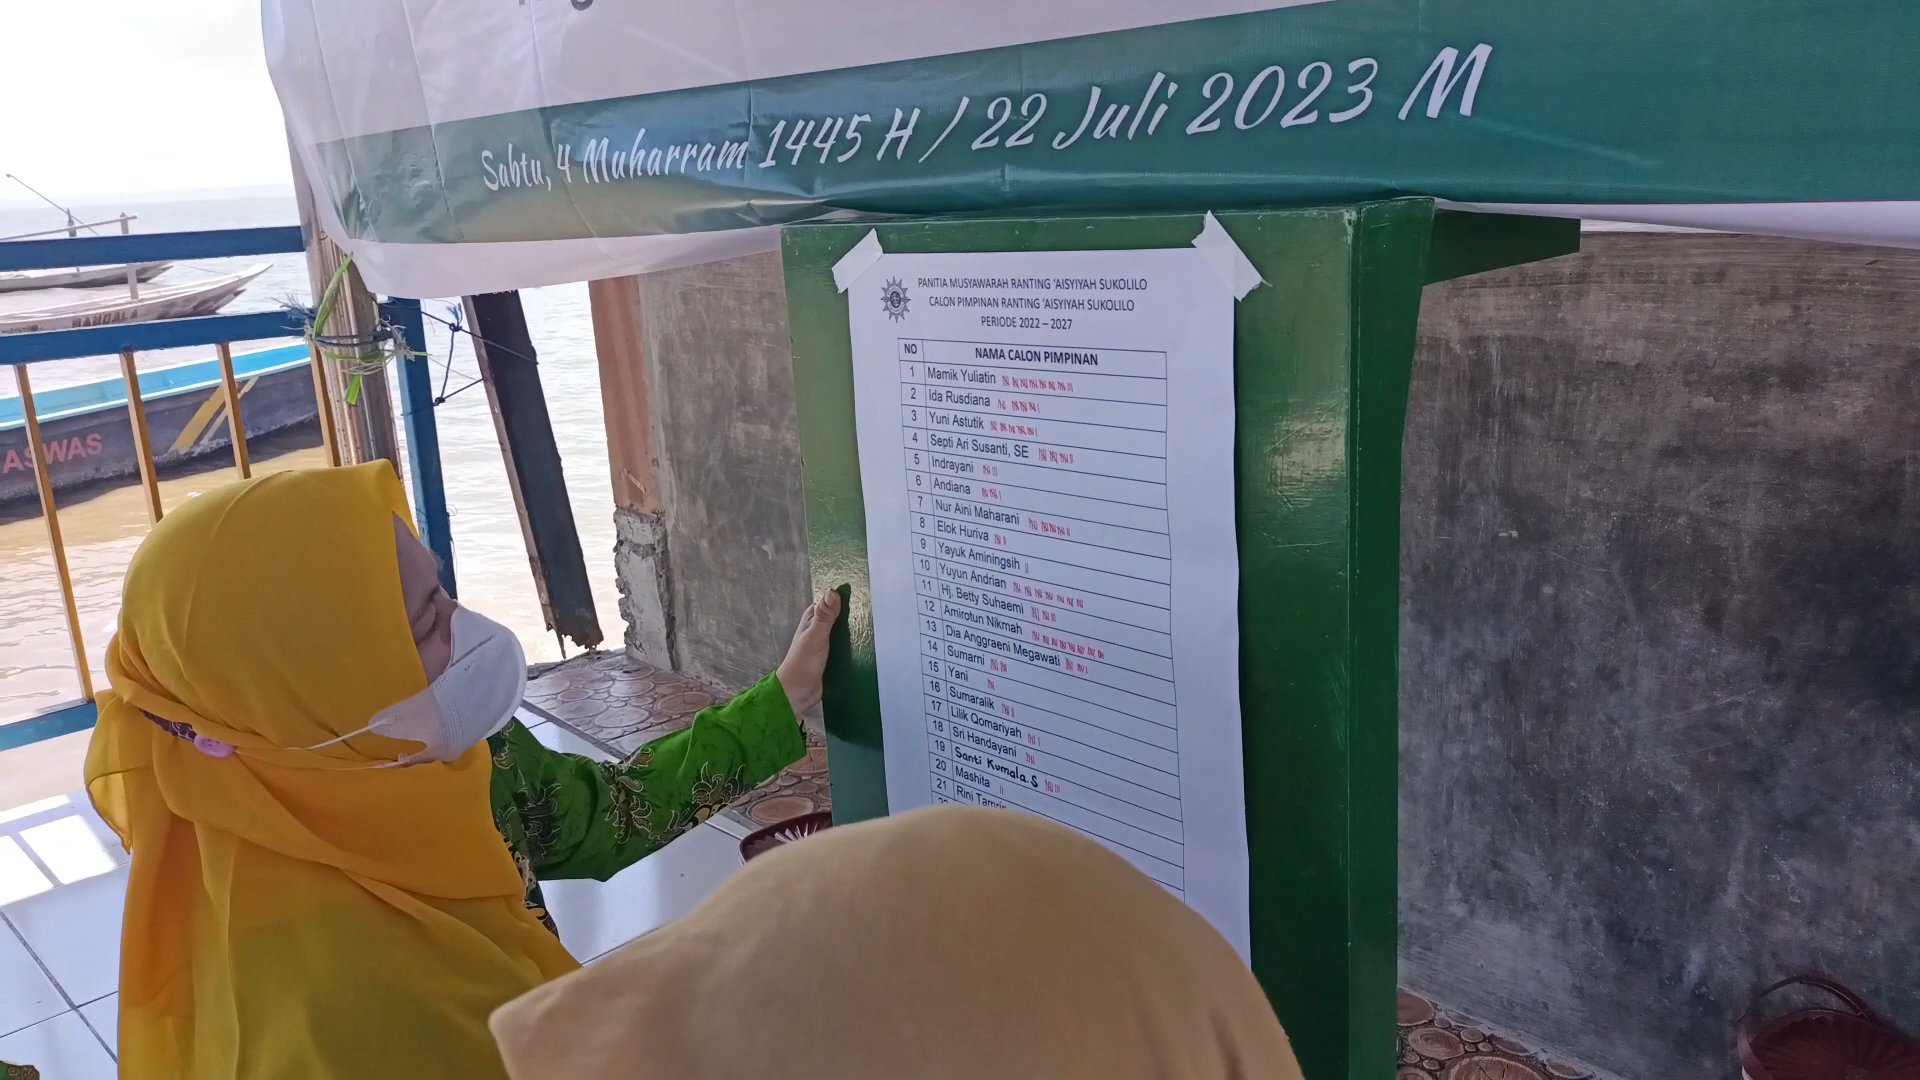 Sabtu, 4 Muharram 1445 H / 22 Juli 2023 M
PANITIA MUSYAWARAH RANTING 'AISYIYAH SUKOLILO
CALON PIMPINAN RANTING 'AISYIYAH SUKOLILO
PERIODE 2022 – 2027
NO NAMA CALON PIMPINAN
1 Mamik Yuliatin
2 Ida Rusdiana
3 Yuni Astutik
4 Septi Ari Susanti, SE
5 Indrayani
6 Andiana
7 Nur Aini Maharani
8 Elok Huriva
9 Yayuk Aminingsih
10 Yuyun Andrian
11 Hj. Betty Suhaemi
12 Amirotun Nikmah
13 Dia Anggraeni Megawati
14 Sumarni
15 Yani
16 Sumaralik
17 Lilik Qomariyah
18 Sri Handayani
19 Santi Kumala.S
20 Mashita
21 Rini
ASWAS